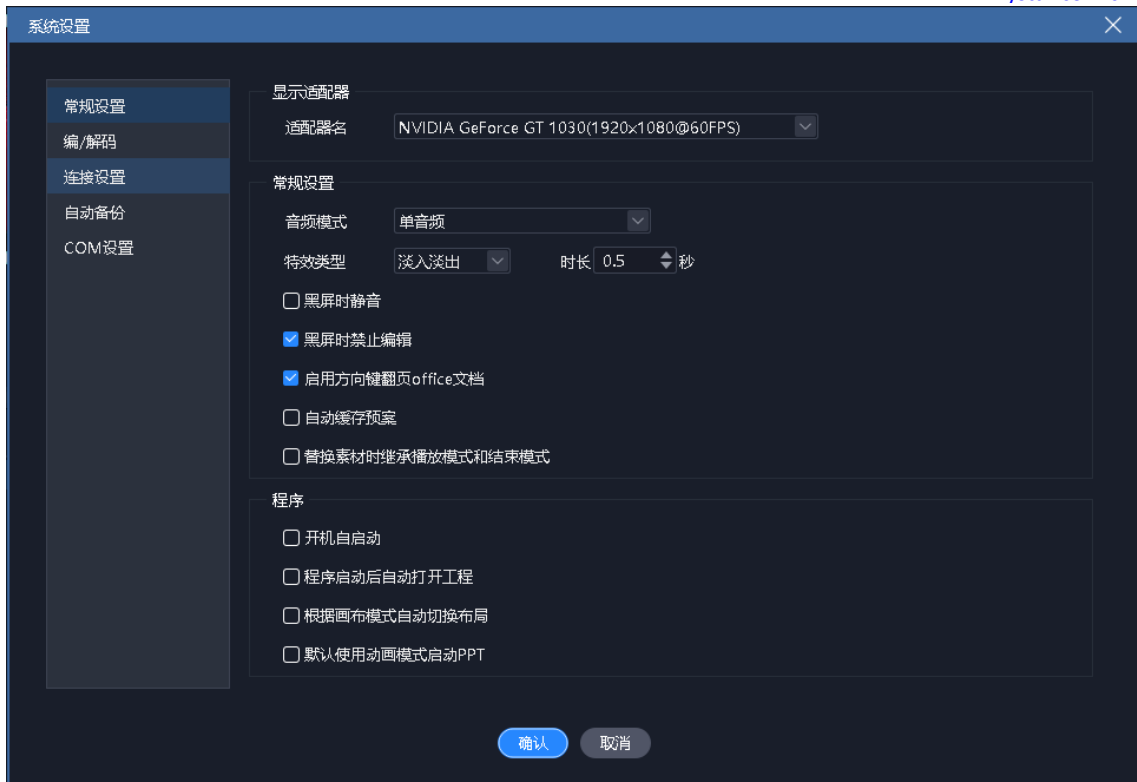 系统设置
常规设置
编/解码
连接设置
自动备份
COM设置
显示适配器
适配器名 NVIDIA GeForce GT 1030(1920x1080@60FPS)
常规设置
音频模式 单音频
特效类型 淡入淡出 时长 0.5 秒
黑屏时静音
黑屏时禁止编辑
启用方向键翻页office文档
自动缓存预案
替换素材时继承播放模式和结束模式
程序
开机自启动
程序启动后自动打开工程
根据画布模式自动切换布局
默认使用动画模式启动PPT
确认 取消